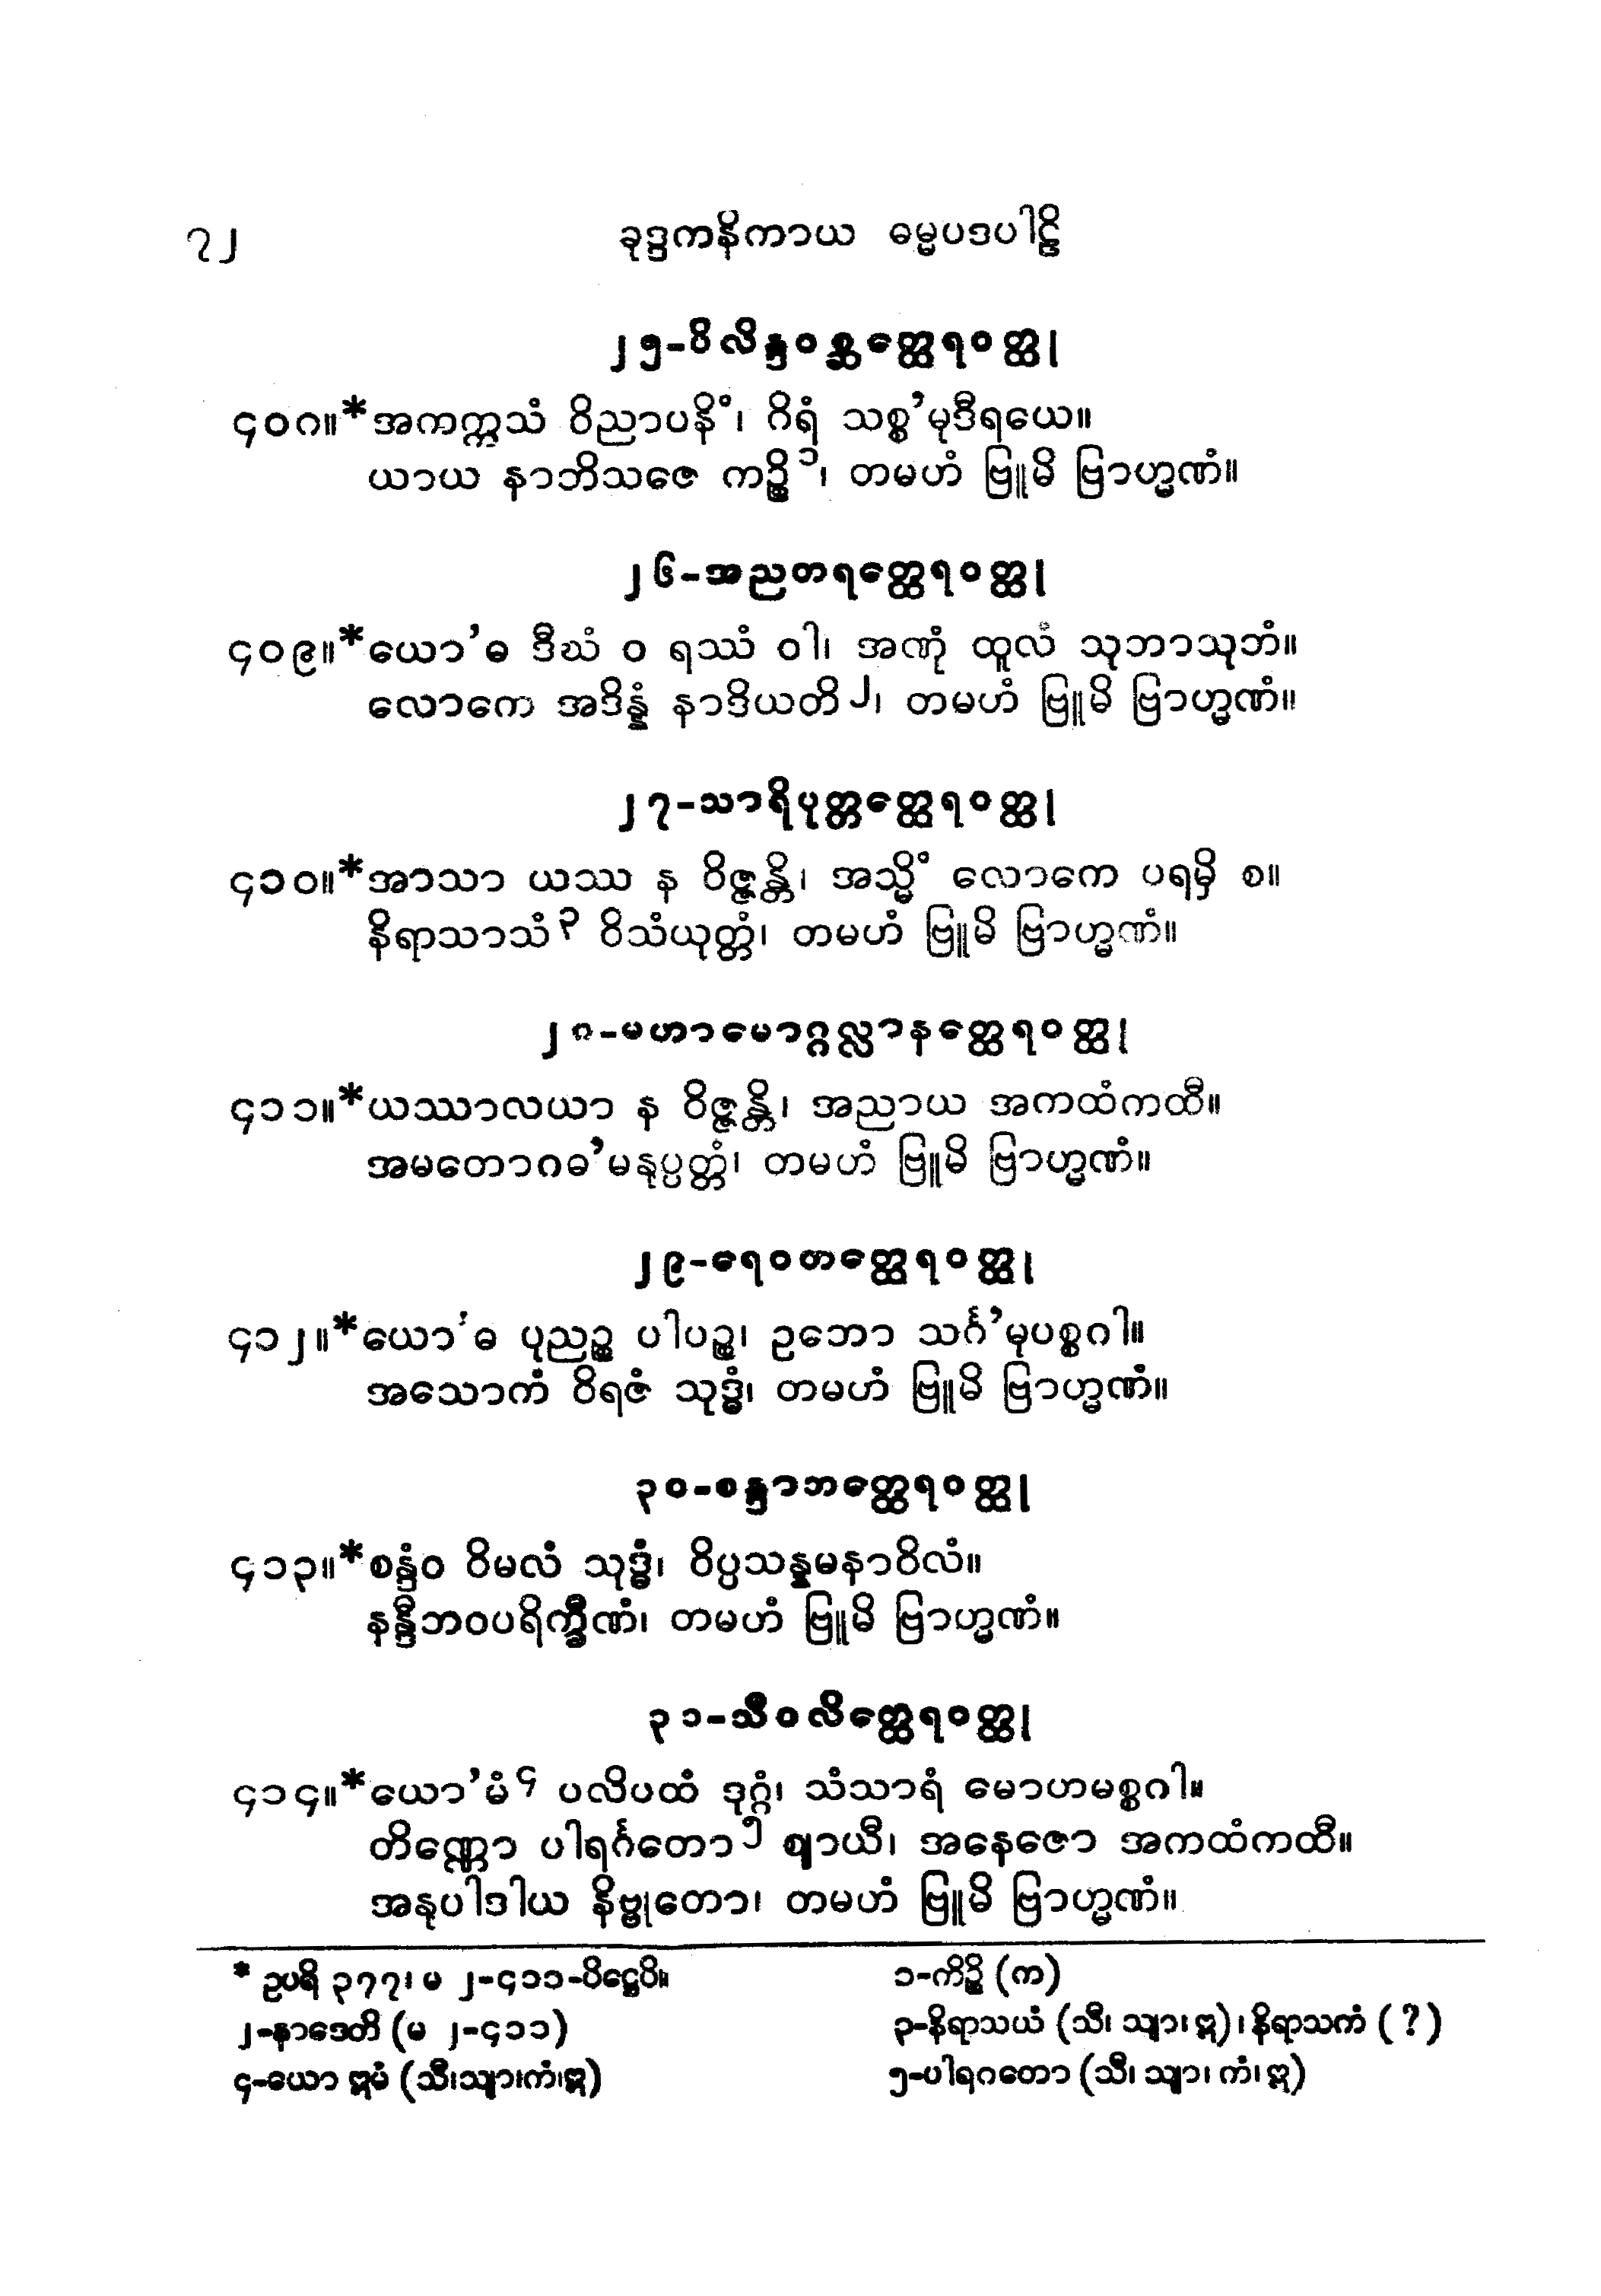 ၇၂ ခုဒ္ဒကနိကာယ ဓမ္မပဒပါဠိ
၂၅-ပိလိန္ဒဝစ္ဆတ္ထေရဝတ္ထု
၄၀၈။*အကက္ကသံ ဝိညာပနိံ၊ ဂိရံ သစ္စ’မုဒီရယေ။
ယာယ နာဘိသဇေ ကဉ္စိ၁၊ တမဟံ ဗြူမိ ဗြာဟ္မဏံ။
၂၆-အညတရတ္ထေရဝတ္ထု
၄၀၉။*ယော’ဓ ဒီဃံ ဝ ရဿံ ဝါ၊ အဏုံ ထူလံ သုဘာသုဘံ။
လောကေ အဒိန္နံ နာဒိယတိ၂၊ တမဟံ ဗြူမိ ဗြာဟ္မဏံ။
၂၇-သာရိပုတ္တတ္ထေရဝတ္ထု
၄၁၀။*အာသာ ယဿ န ဝိဇ္ဇန္တိ၊ အသ္မိံ လောကေ ပရမှိ စ။
နိရာသာသံ၃ ဝိသံယုတ္တံ၊ တမဟံ ဗြူမိ ဗြာဟ္မဏံ။
၂၈-မဟာမောဂ္ဂလ္လာနတ္ထေရဝတ္ထု
၄၁၁။*ယဿာလယာ န ဝိဇ္ဇန္တိ၊ အညာယ အကထံကထီ။
အမတောဂဓ’မနုပ္ပတ္တံ၊ တမဟံ ဗြူမိ ဗြာဟ္မဏံ။
၂၉-ရေဝတတ္ထေရဝတ္ထု
၄၁၂။*ယော’ဓ ပုညဉ္စ ပါပဉ္စ၊ ဥဘော သင်္ဂ’မုပစ္စဂါ။
အသောကံ ဝိရဇံ သုဒ္ဓံ၊ တမဟံ ဗြူမိ ဗြာဟ္မဏံ။
၃၀-စန္ဒာဘတ္ထေရဝတ္ထု
၄၁၃။*စန္ဒံဝ ဝိမလံ သုဒ္ဓံ၊ ဝိပ္ပသန္နမနာဝိလံ။
နန္ဒီဘဝပရိက္ခီဏံ၊ တမဟံ ဗြူမိ ဗြာဟ္မဏံ။
၃၁-သီဝလိတ္ထေရဝတ္ထု
၄၁၄။*ယော’မံ၄ ပလိပထံ ဒုဂ္ဂံ၊ သံသာရံ မောဟမစ္စဂါ။
တိဏ္ဏော ပါရင်္ဂတော၅ ဈာယီ၊ အနေဇော အကထံကထီ။
အနုပါဒါယ နိဗ္ဗုတော၊ တမဟံ ဗြူမိ ဗြာဟ္မဏံ။
* ဥပရိ ၃၇၇၊ မ ၂-၄၁၁-ပိဋ္ဌေပိ။ ၁-ကိဉ္စိ (က)
၂-နာဒေတိ (မ ၂-၄၁၁) ၃-နိရာသယံ (သီ၊ သျာ၊ ဣ)၊ နိရာသကံ (?)
၄-ယော ဣမံ (သီ၊သျာ၊ကံ၊ဣ) ၅-ပါရဂတော (သီ၊ သျာ၊ ကံ၊ ဣ)